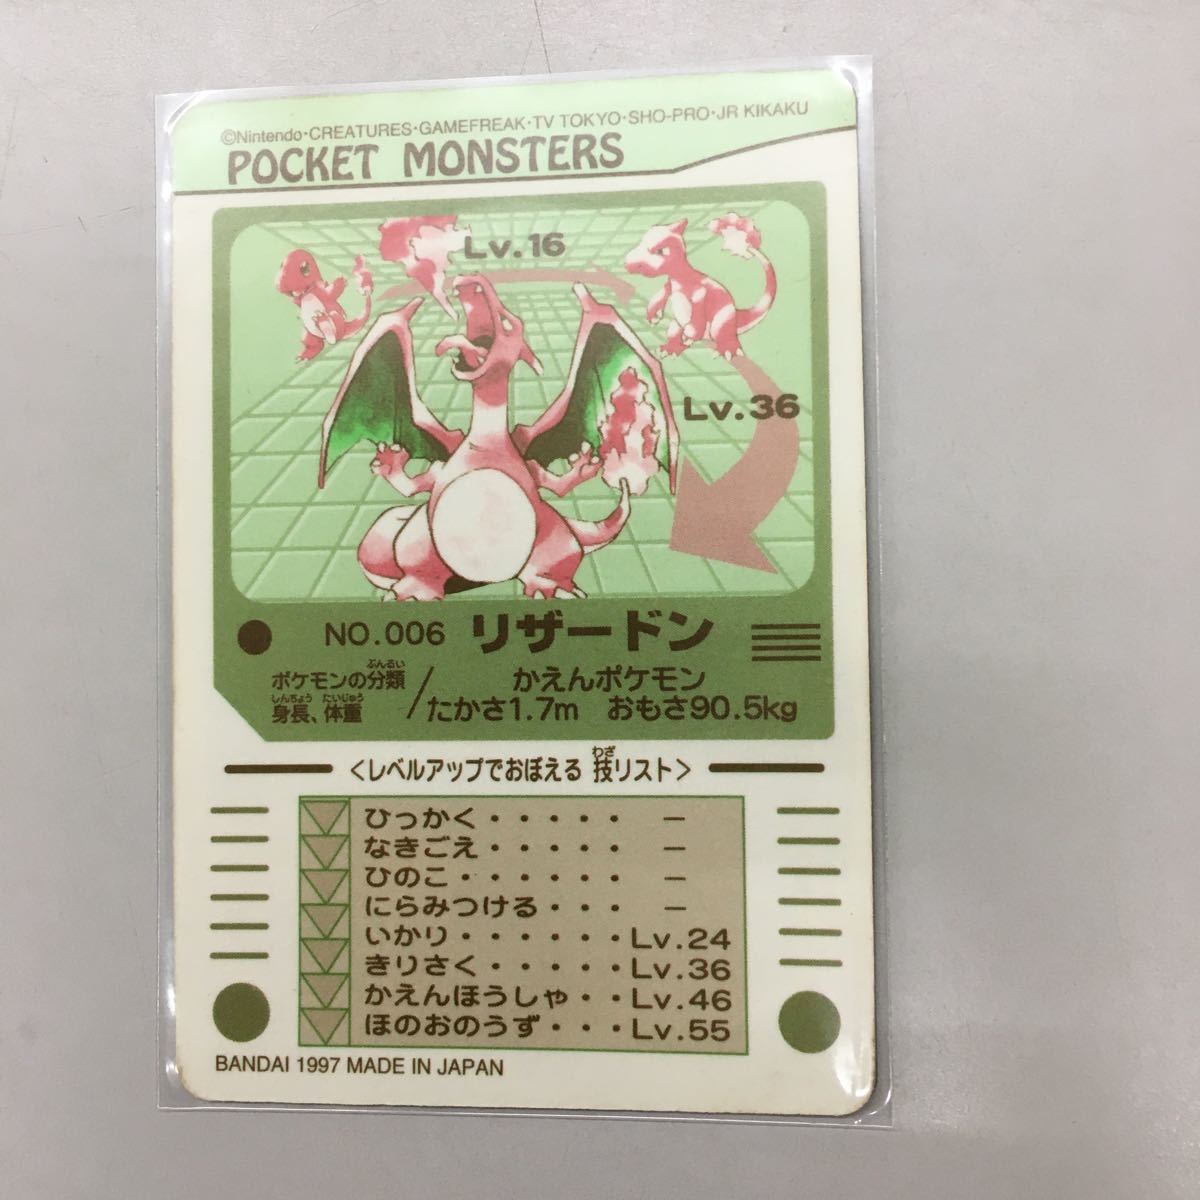 ©Nintendo・CREATURES・GAMEFREAK・TV TOKYO・SHO-PRO・JR KIKAKU
POCKET MONSTERS
Lv.16
Lv.36
NO.006 リザードン
ぶんるい
ポケモンの分類 / かえんポケモン
しんちょう たいじゅう
身長、体重 / たかさ1.7m おもさ90.5kg
わざ
<レベルアップでおぼえる 技リスト>
ひっかく・・・・・ －
なきごえ・・・・・ －
ひのこ・・・・・・ －
にらみつける・・・ －
いかり・・・・・・Lv.24
きりさく・・・・・Lv.36
かえんほうしゃ・・Lv.46
ほのおのうず・・・Lv.55
BANDAI 1997 MADE IN JAPAN